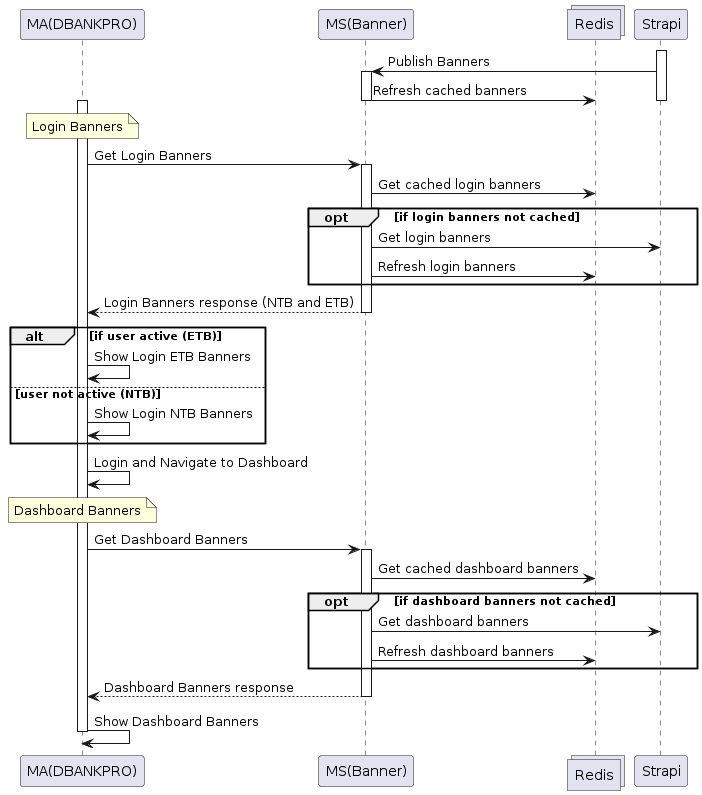 MA(DBANKPRO)
MS(Banner)
Redis
Strapi
Publish Banners
Refresh cached banners
Login Banners
Get Login Banners
Get cached login banners
opt
[if login banners not cached]
Get login banners
Refresh login banners
Login Banners response (NTB and ETB)
alt
[if user active (ETB)]
Show Login ETB Banners
[user not active (NTB)]
Show Login NTB Banners
Login and Navigate to Dashboard
Dashboard Banners
Get Dashboard Banners
Get cached dashboard banners
opt
[if dashboard banners not cached]
Get dashboard banners
Refresh dashboard banners
Dashboard Banners response
Show Dashboard Banners
MA(DBANKPRO)
MS(Banner)
Redis
Strapi